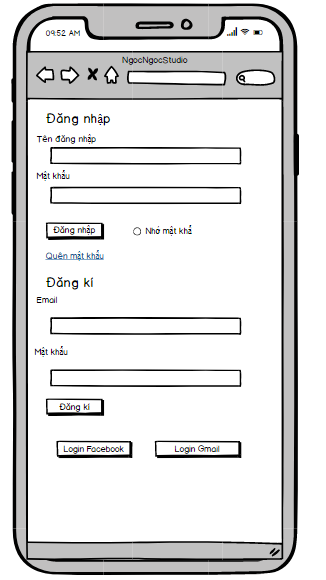 09:52 AM
NgocNgocStudio
Đăng nhập
Tên đăng nhập
Mật khẩu
Đăng nhập
Nhớ mật khẩ
Quên mật khẩu
Đăng kí
Email
Mật khẩu
Đăng kí
Login Facebook
Login Gmail